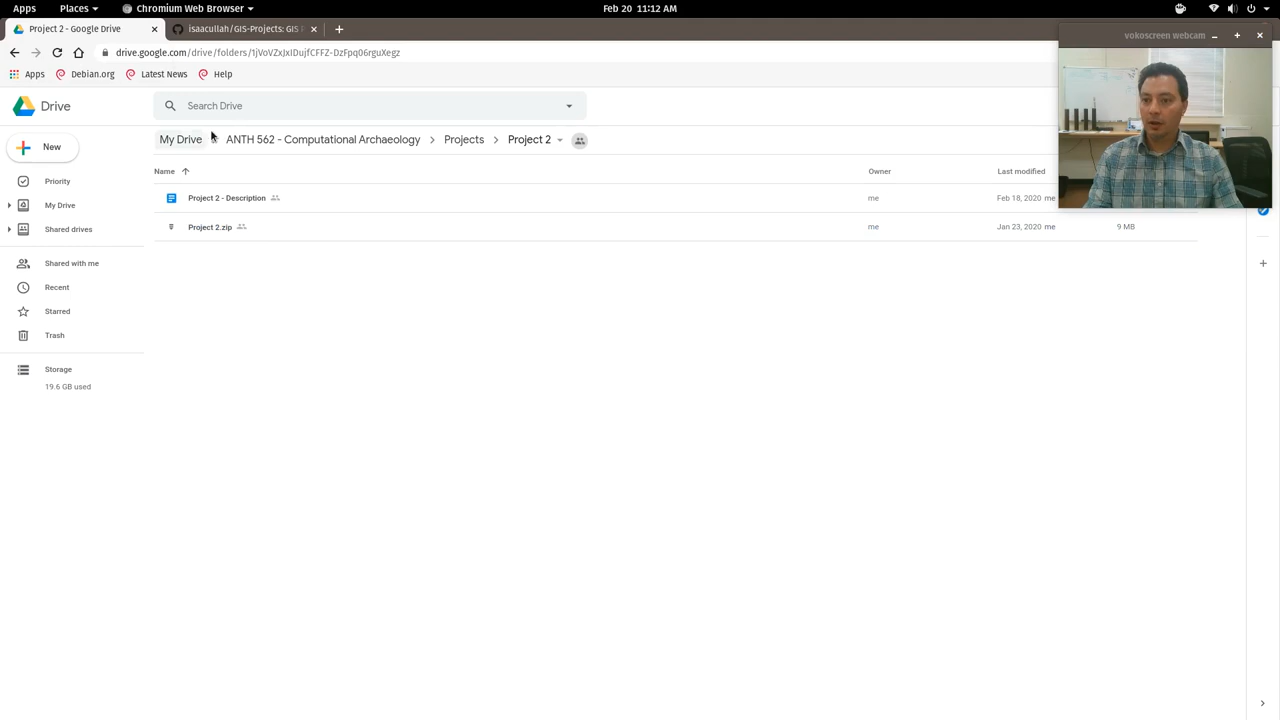 Apps Places Chromium Web Browser Feb 20 11:12 AM
Project 2 - Google Drive isaacullah/GIS-Projects: GIS P
vokoscreen webcam
drive.google.com/drive/folders/1jVoVZxJxIDujfCFFZ-DzFpq06rguXegz
Apps Debian.org Latest News Help
Drive
Search Drive
New
My Drive ANTH 562 - Computational Archaeology Projects Project 2
Name Owner Last modified
Priority
Project 2 - Description me Feb 18, 2020 me
My Drive
Project 2.zip me Jan 23, 2020 me 9 MB
Shared drives
Shared with me
Recent
Starred
Trash
Storage
19.6 GB used